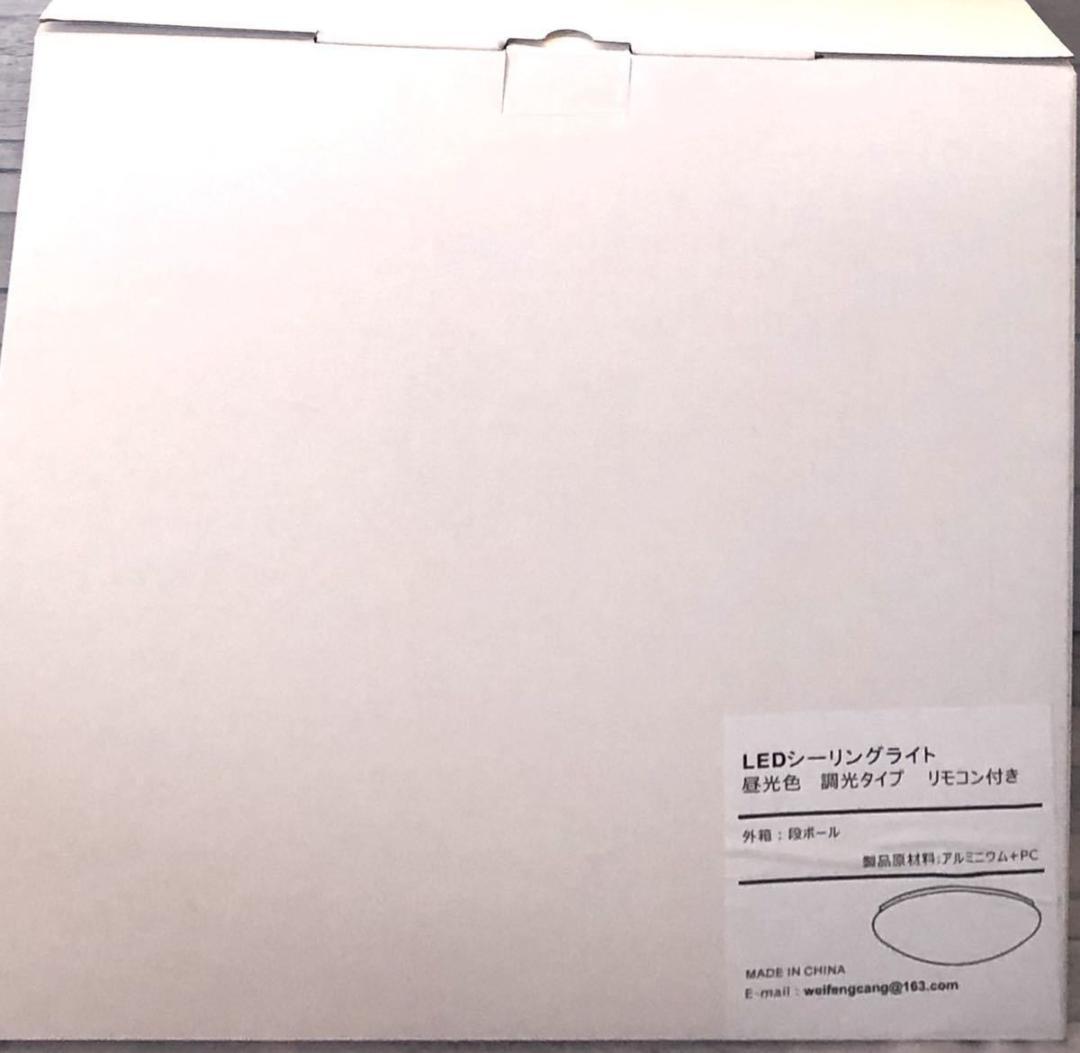 LEDシーリングライト
昼光色　調光タイプ　リモコン付き
外箱：段ボール
製品原材料:アルミニウム+PC
MADE IN CHINA
E-mail : weifengcang@163.com